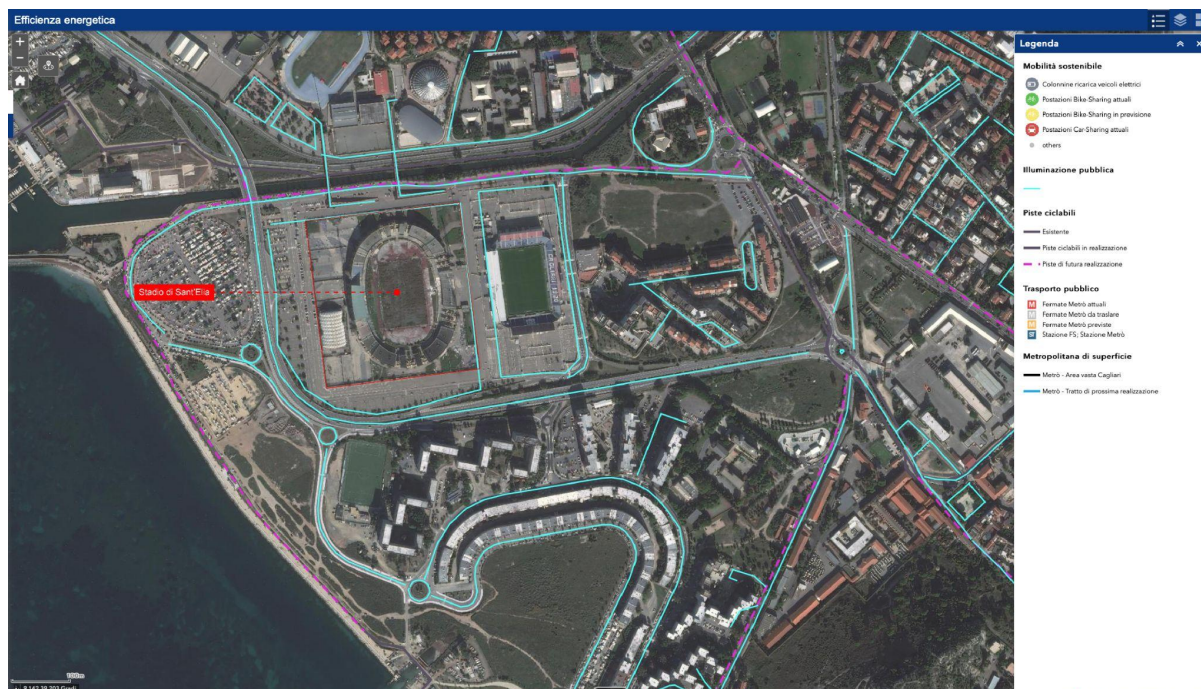 Efficienza energetica
+
−
Legenda
Mobilità sostenibile
Colonnine ricarica veicoli elettrici
Postazioni Bike-Sharing attuali
Postazioni Bike-Sharing in previsione
Postazioni Car-Sharing attuali
others
Illuminazione pubblica
Piste ciclabili
Esistente
Piste ciclabili in realizzazione
Piste di futura realizzazione
Trasporto pubblico
M Fermate Metrò attuali
M Fermate Metrò da traslare
M Fermate Metrò previste
Stazione FS; Stazione Metrò
Metropolitana di superficie
Metrò - Area vasta Cagliari
Metrò - Tratto di prossima realizzazione
Stadio di Sant'Elia
100m